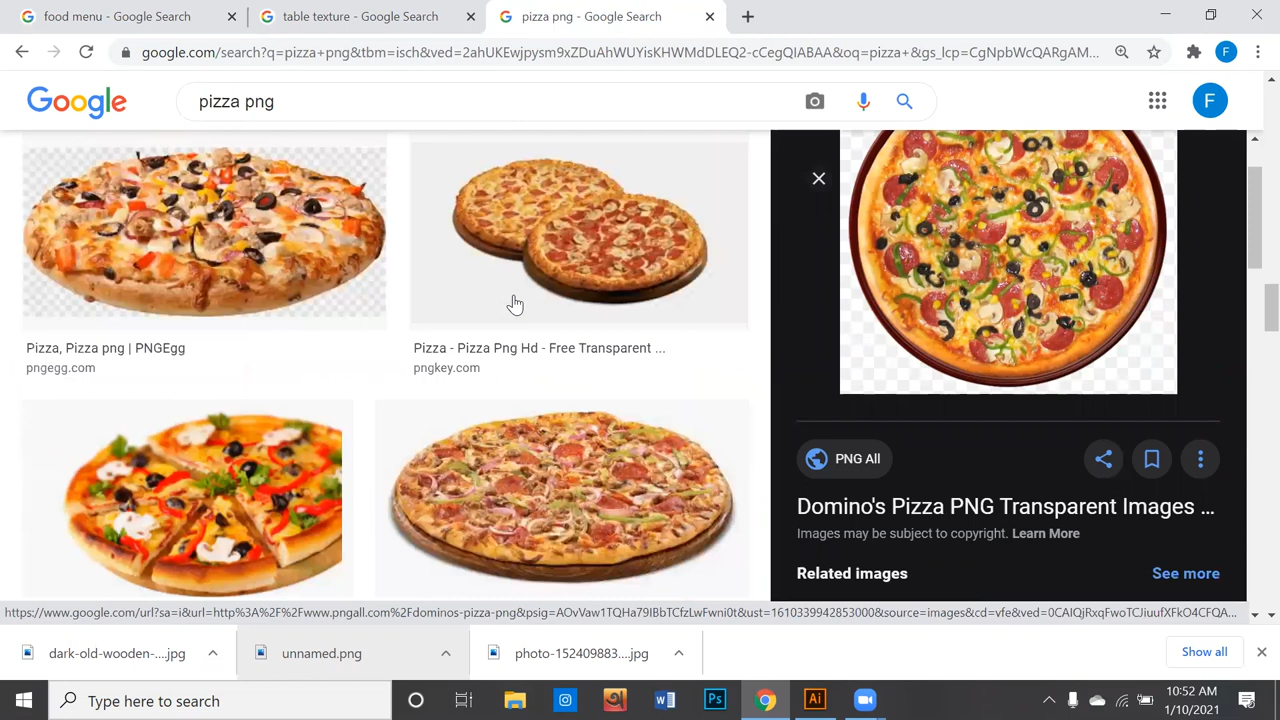 food menu - Google Search
table texture - Google Search
pizza png - Google Search
google.com/search?q=pizza+png&tbm=isch&ved=2ahUKEwjpysm9xZDuAhWUYisKHWMdDLEQ2-cCegQIABAA&oq=pizza+&gs_lcp=CgNpbWcQARgAM...
F
Google
pizza png
F
Pizza, Pizza png | PNGEgg
pngegg.com
Pizza - Pizza Png Hd - Free Transparent ...
pngkey.com
PNG All
Domino's Pizza PNG Transparent Images ...
Images may be subject to copyright. Learn More
Related images
See more
https://www.google.com/url?sa=i&url=http%3A%2F%2Fwww.pngall.com%2Fdominos-pizza-png&psig=AOvVaw1TQHa79IBbTCfzLwFwni0t&ust=1610339942853000&source=images&cd=vfe&ved=0CAIQjRxqFwoTCJiuufXFkO4CFQA...
dark-old-wooden-....jpg
unnamed.png
photo-152409883....jpg
Show all
Type here to search
W
Ps
Ai
10:52 AM
1/10/2021